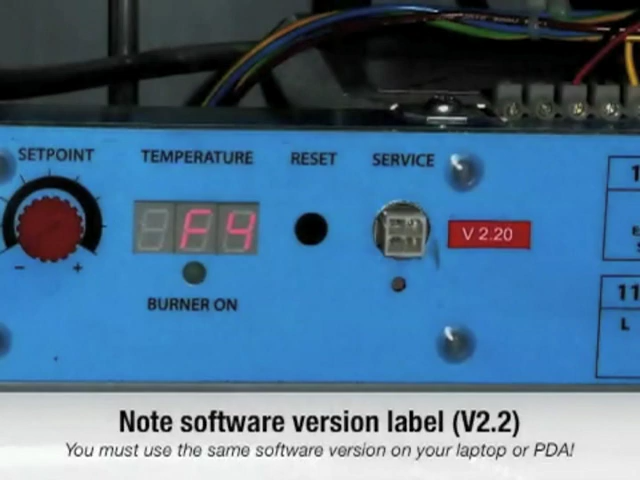 SETPOINT TEMPERATURE RESET SERVICE
F4
V 2.20
- +
BURNER ON
11
L
Note software version label (V2.2)
You must use the same software version on your laptop or PDA!